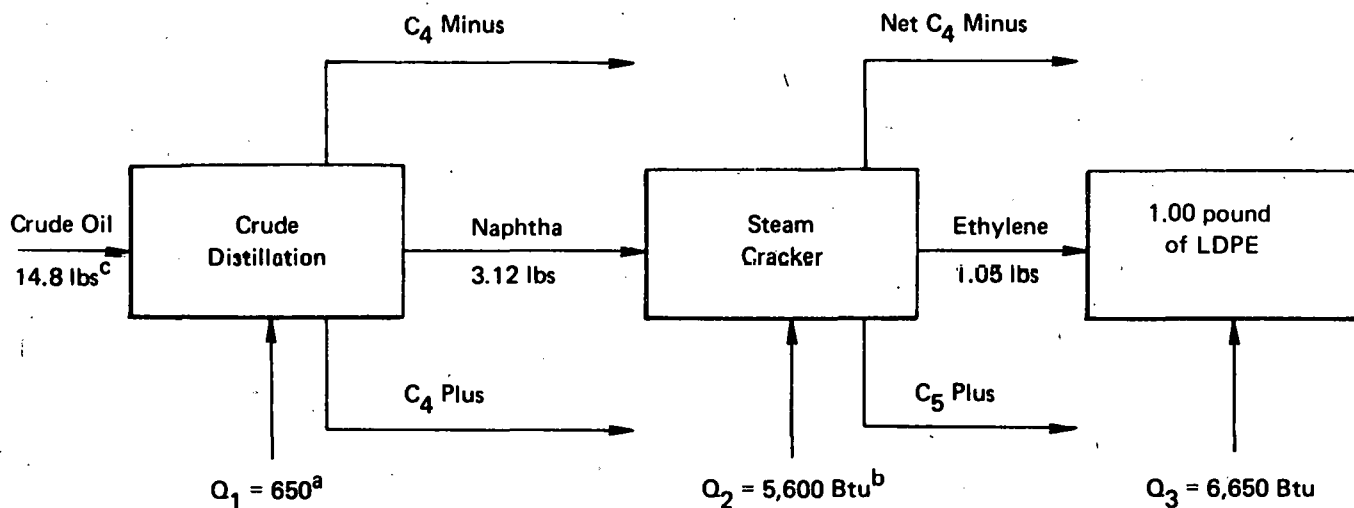 C4 Minus
Net C4 Minus
Crude Oil
14.8 lbsc
Crude
Distillation
Naphtha
3.12 lbs
Steam
Cracker
Ethylene
1.05 lbs
1.00 pound
of LDPE
C4 Plus
C5 Plus
Q1 = 650a
Q2 = 5,600 Btub
Q3 = 6,650 Btu